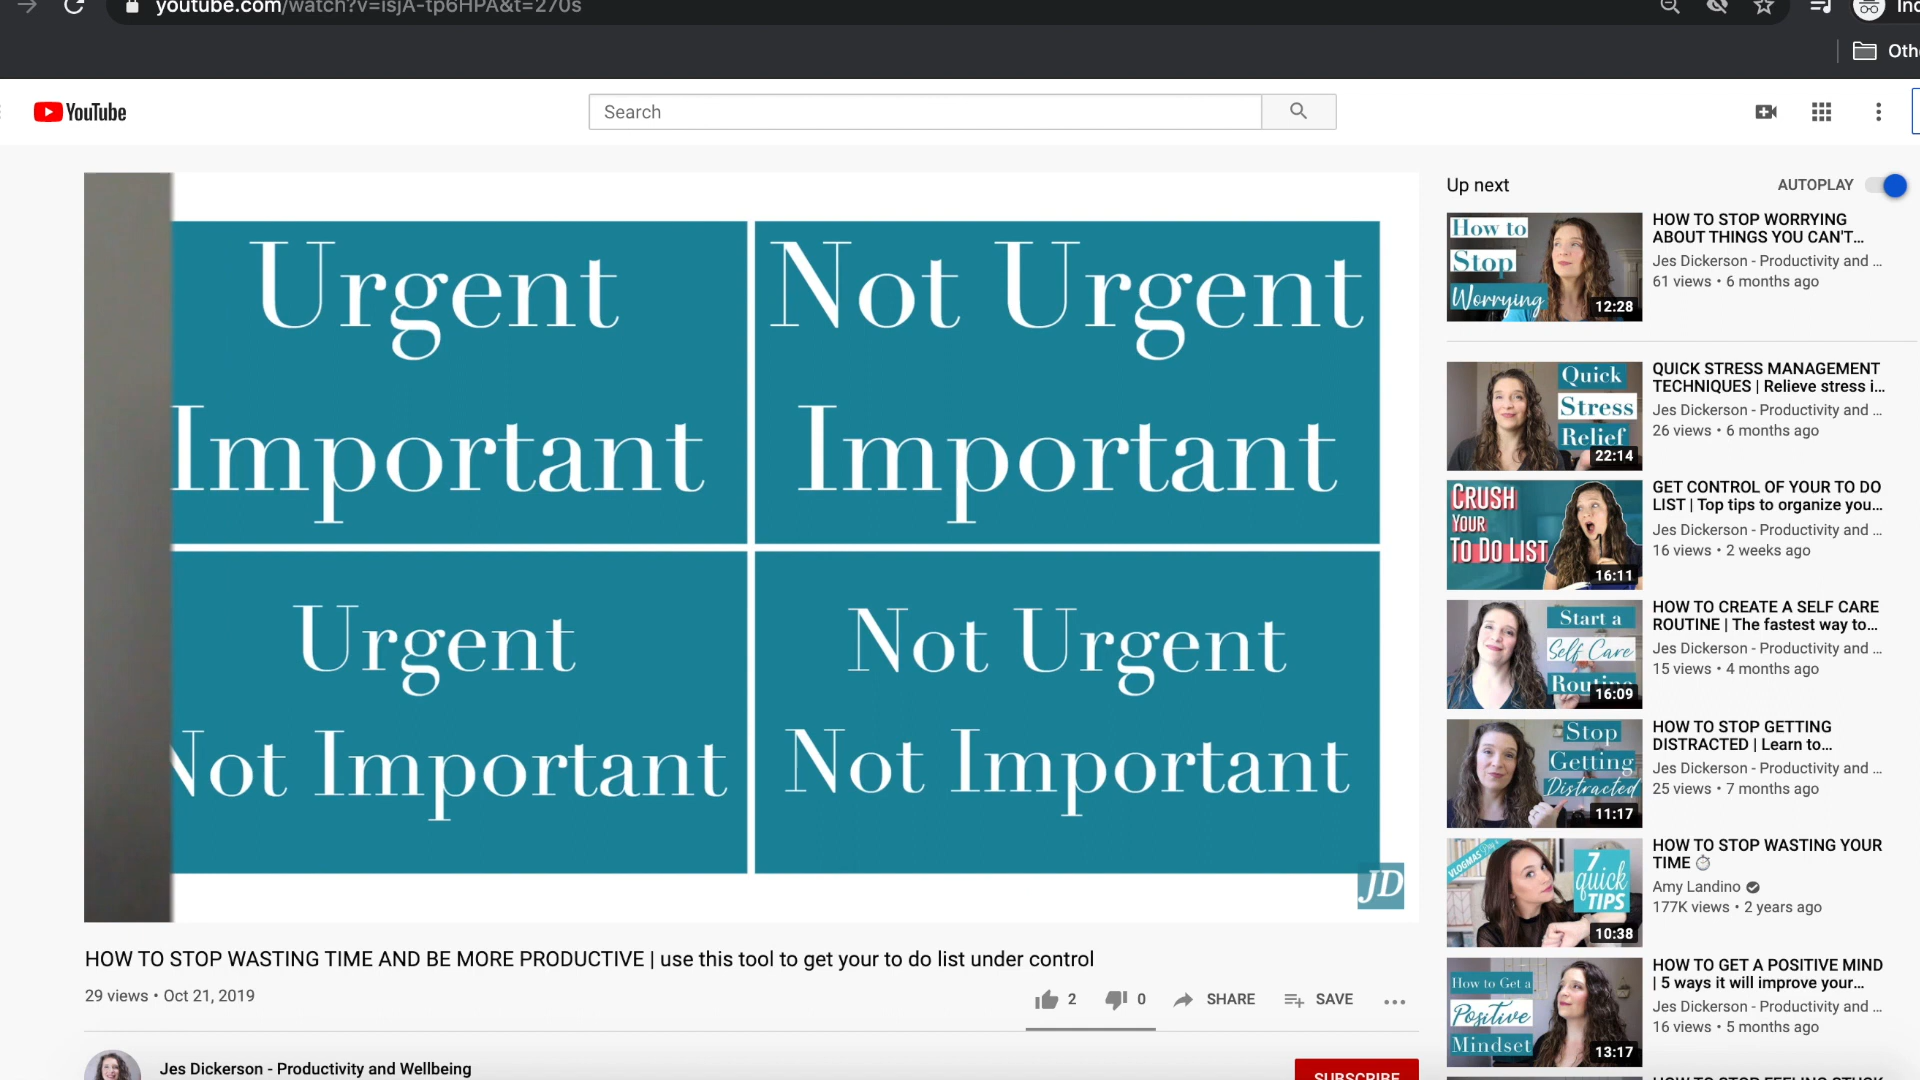 youtube.com/watch?v=isjA-tp6HPA&t=270s
YouTube
Search
Urgent
Important
Not Urgent
Important
Urgent
Not Important
Not Urgent
Not Important
JD
HOW TO STOP WASTING TIME AND BE MORE PRODUCTIVE | use this tool to get your to do list under control
29 views • Oct 21, 2019
2
0
SHARE
SAVE
Jes Dickerson - Productivity and Wellbeing
SUBSCRIBE
Up next
AUTOPLAY
How to
Stop
Worrying
12:28
HOW TO STOP WORRYING
ABOUT THINGS YOU CAN'T...
Jes Dickerson - Productivity and ...
61 views • 6 months ago
Quick
Stress
Relief
22:14
QUICK STRESS MANAGEMENT
TECHNIQUES | Relieve stress i...
Jes Dickerson - Productivity and ...
26 views • 6 months ago
CRUSH
YOUR
TO DO LIST
16:11
GET CONTROL OF YOUR TO DO
LIST | Top tips to organize you...
Jes Dickerson - Productivity and ...
16 views • 2 weeks ago
Start a
Self Care
Routine
16:09
HOW TO CREATE A SELF CARE
ROUTINE | The fastest way to...
Jes Dickerson - Productivity and ...
15 views • 4 months ago
Stop
Getting
Distracted
11:17
HOW TO STOP GETTING
DISTRACTED | Learn to...
Jes Dickerson - Productivity and ...
25 views • 7 months ago
VLOGMAS Day
7
quick
TIPS
10:38
HOW TO STOP WASTING YOUR
TIME ⏱
Amy Landino
177K views • 2 years ago
How to Get a
Positive
Mindset
13:17
HOW TO GET A POSITIVE MIND
| 5 ways it will improve your...
Jes Dickerson - Productivity and ...
16 views • 5 months ago
HOW TO STOP FEELING STUCK